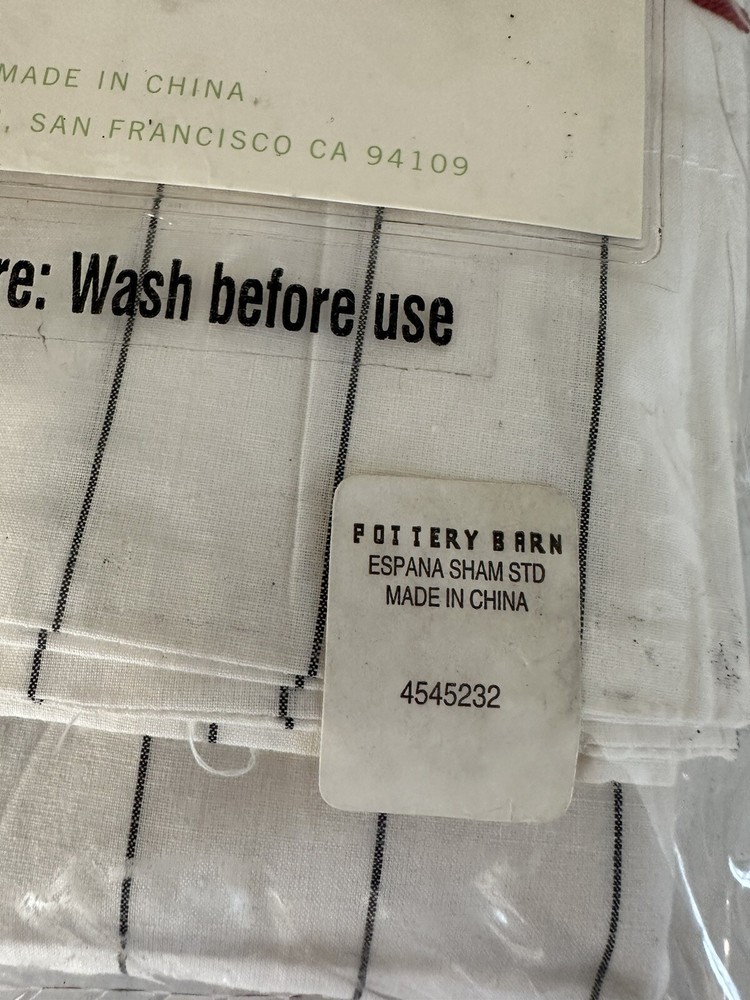 MADE IN CHINA.
, SAN FRANCISCO CA 94109
re: Wash before use
POTTERY BARN
ESPANA SHAM STD
MADE IN CHINA
4545232